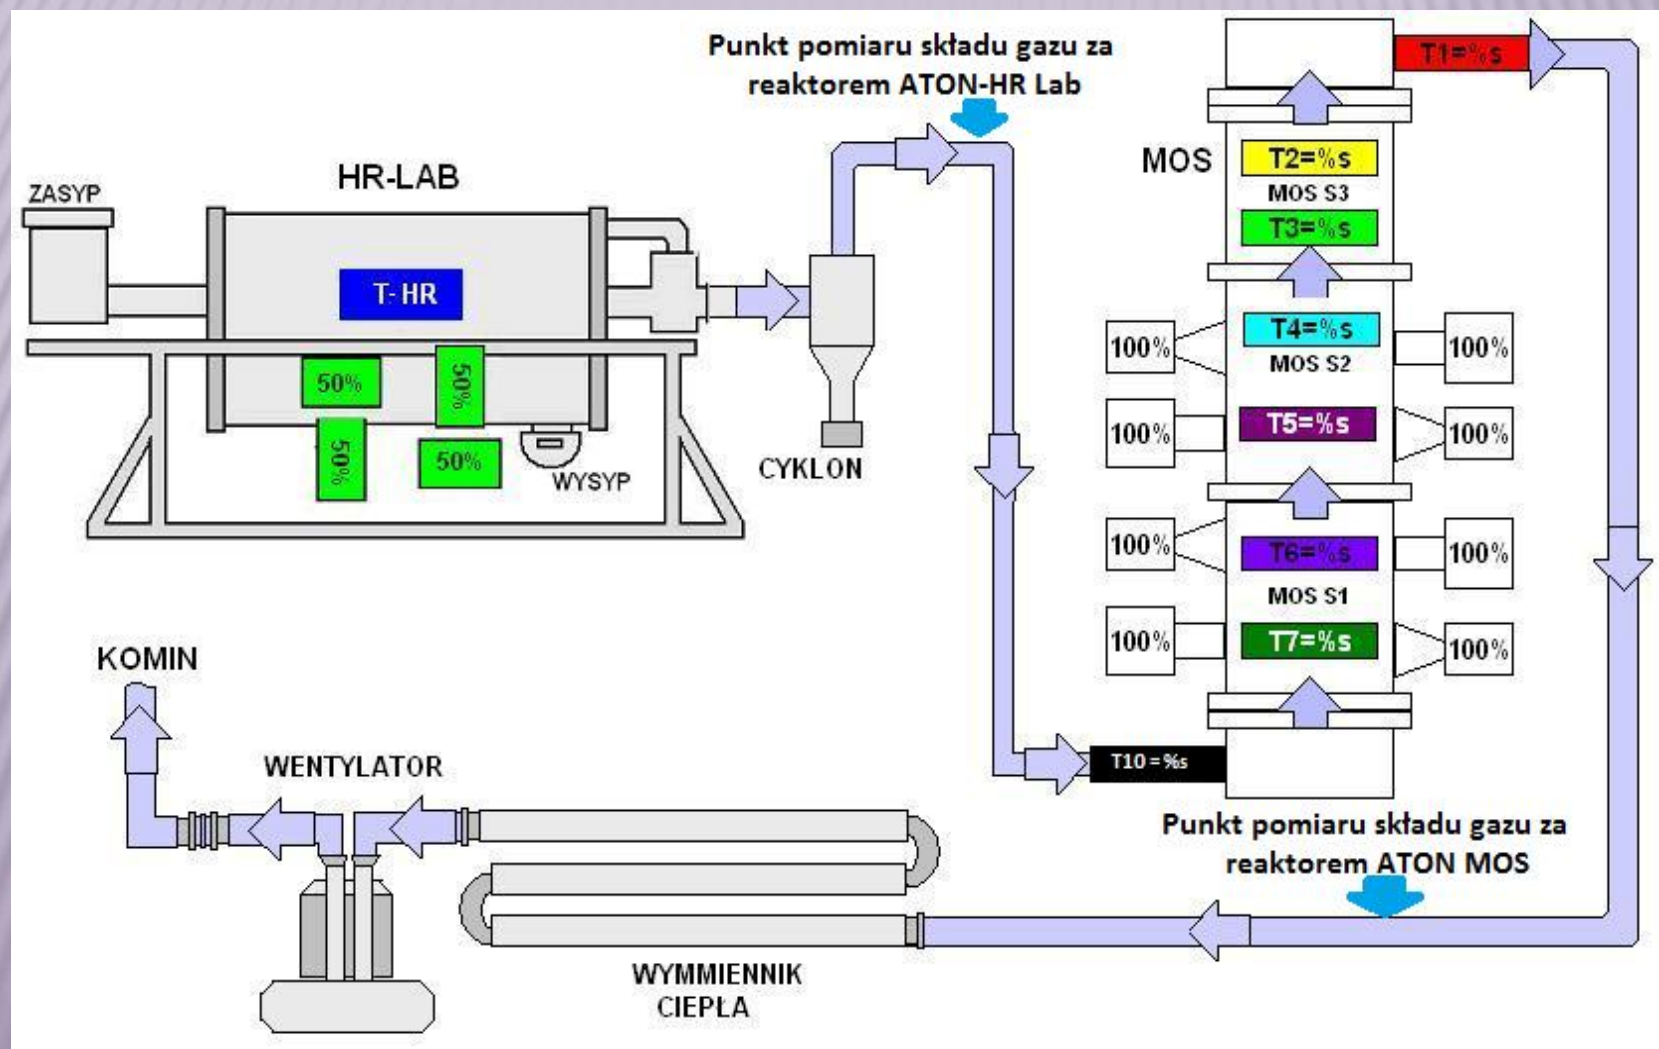 Punkt pomiaru składu gazu za
reaktorem ATON-HR Lab
T1=%s
MOS
T2=%s
MOS S3
T3=%s
HR-LAB
ZASYP
T-HR
50%
50%
50%
50%
WYSYP
CYKLON
100%
T4=%s
100%
MOS S2
100%
T5=%s
100%
100%
T6=%s
100%
MOS S1
100%
T7=%s
100%
T10=%s
KOMIN
WENTYLATOR
Punkt pomiaru składu gazu za
reaktorem ATON MOS
WYMMIENNIK
CIEPŁA